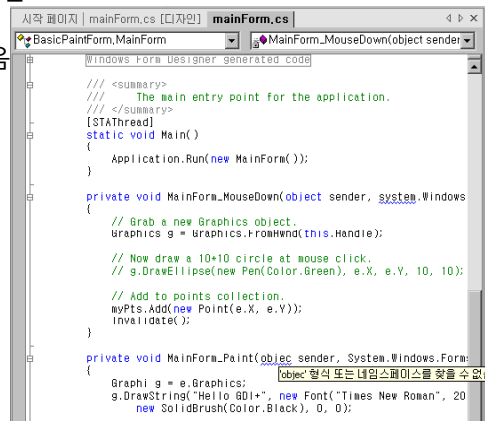 시작 페이지 | mainForm.cs [디자인] mainForm.cs
BasicPaintForm,MainForm
MainForm_MouseDown(object sender
음
Windows Form Designer generated code
/// <summary>
/// The main entry point for the application.
/// </summary>
[STAThread]
static void Main()
{
Application.Run(new MainForm());
}
private void MainForm_MouseDown(object sender, system.Windows
{
// Grab a new Graphics object.
Graphics g = Graphics.FromHwnd(this.Handle);
// Now draw a 10*10 circle at mouse click.
// g.DrawEllipse(new Pen(Color.Green), e.X, e.Y, 10, 10);
// Add to points collection.
myPts.Add(new Point(e.X, e.Y));
Invalidate();
}
private void MainForm_Paint(objec sender, System.Windows.Forms
'objec' 형식 또는 네임스페이스를 찾을 수 없
{
Graphi g = e.Graphics;
g.DrawString("Hello GDI+", new Font("Times New Roman", 20
new SolidBrush(Color.Black), 0, 0);